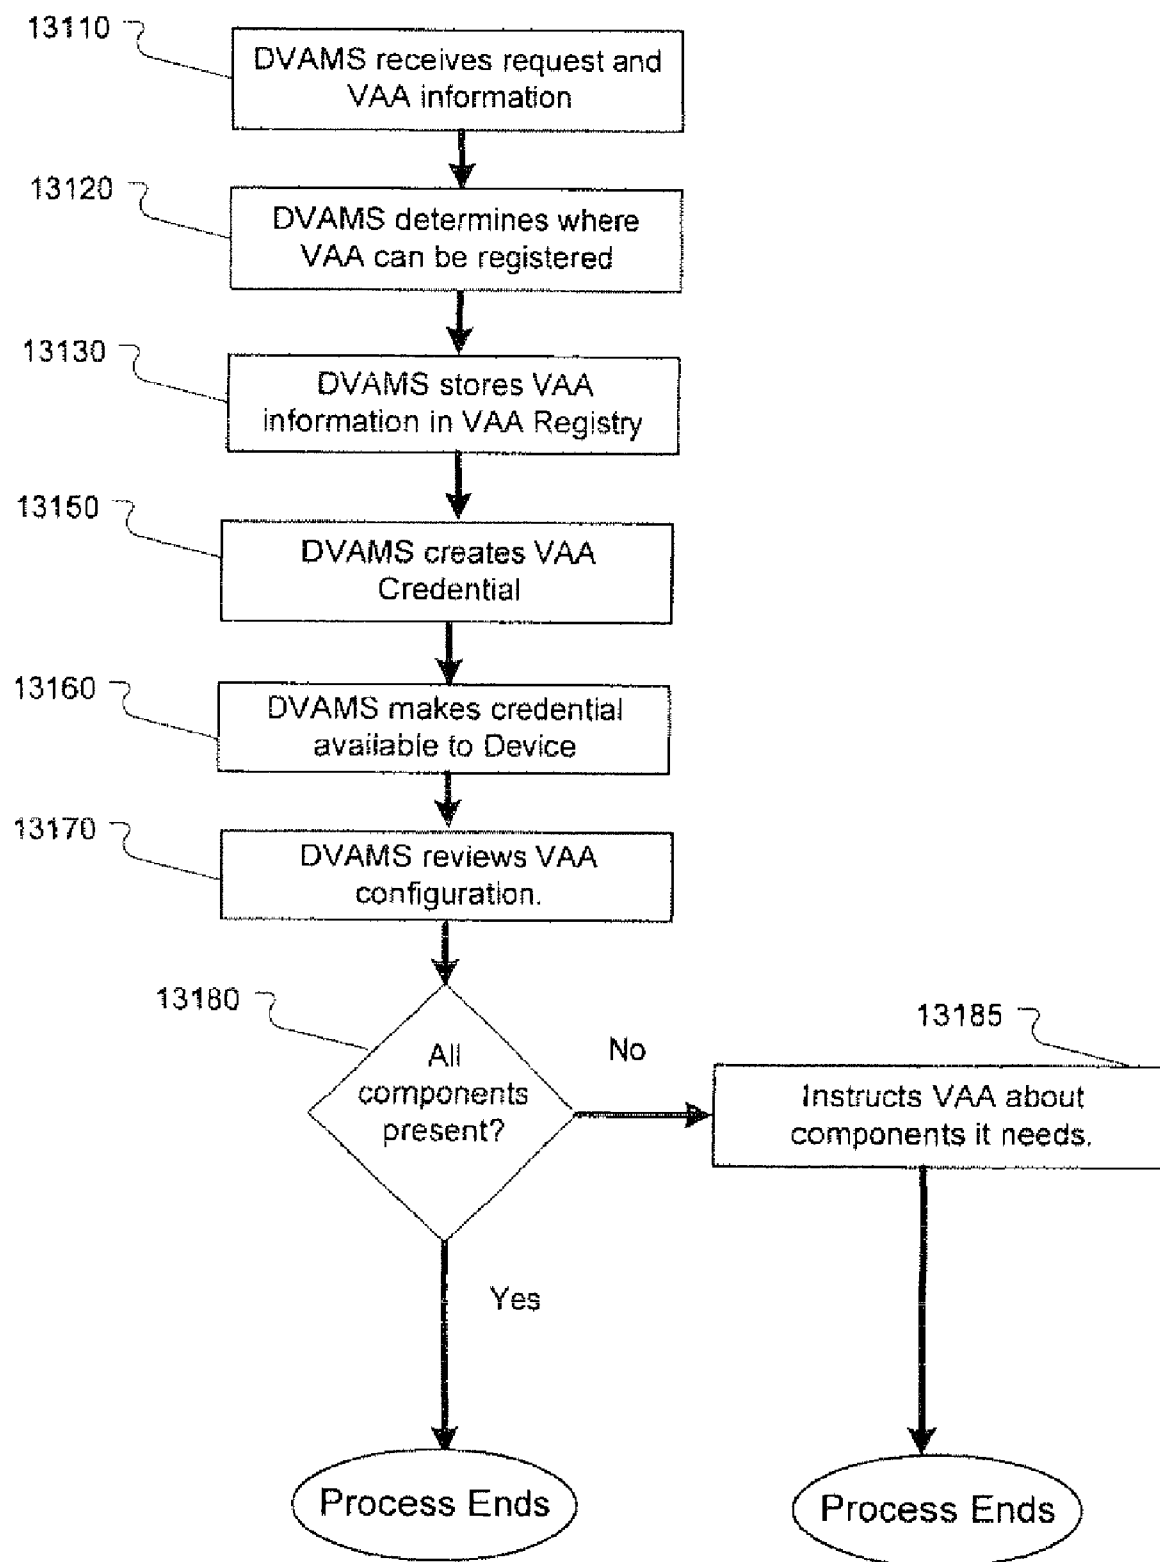 13110
DVAMS receives request and
VAA information
13120
DVAMS determines where
VAA can be registered
13130
DVAMS stores VAA
information in VAA Registry
13150
DVAMS creates VAA
Credential
13160
DVAMS makes credential
available to Device
13170
DVAMS reviews VAA
configuration.
13180
All
components
present?
No
13185
Instructs VAA about
components it needs.
Yes
Process Ends
Process Ends